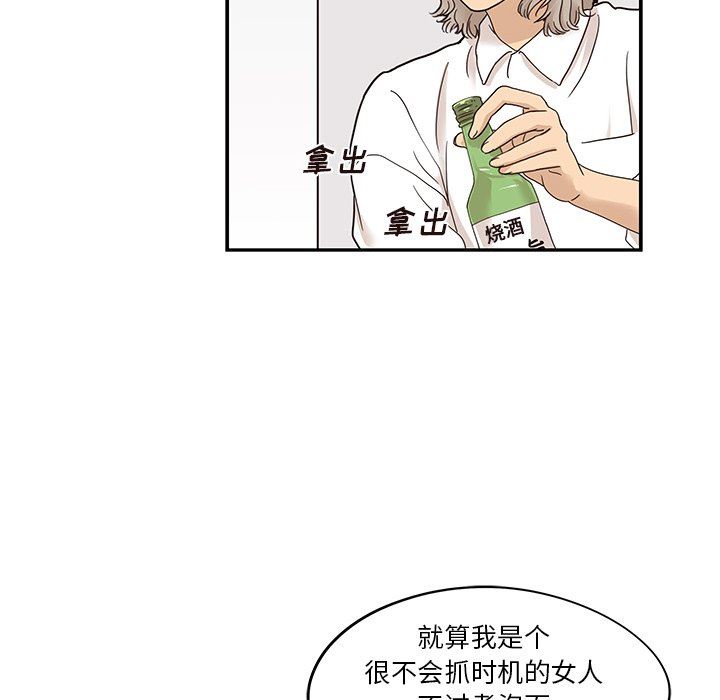 拿出
拿出
烧酒
就算我是个
很不会抓时机的女人